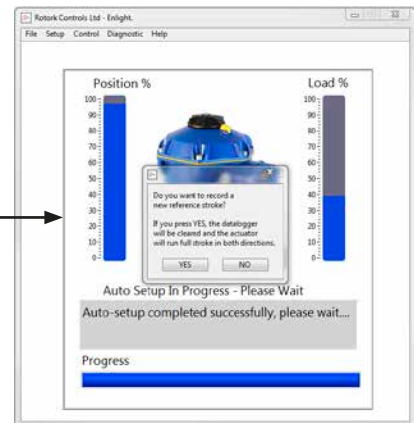 Rotork Controls Ltd - Enlight.
File Setup Control Diagnostic Help
Position %
Load %
100
90
80
70
60
50
40
30
20
10
0
100
90
80
70
60
50
40
30
20
10
0
Do you want to record a
new reference stroke?
If you press YES, the datalogger
will be cleared and the actuator
will run full stroke in both directions.
YES NO
Auto Setup In Progress - Please Wait
Auto-setup completed successfully, please wait....
Progress